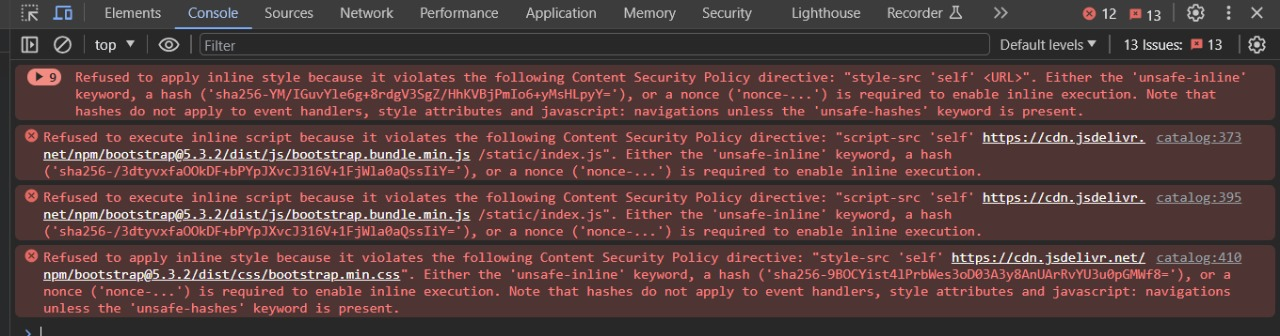 Elements Console Sources Network Performance Application Memory Security Lighthouse Recorder 12 13
top Filter Default levels 13 Issues: 13
9 Refused to apply inline style because it violates the following Content Security Policy directive: "style-src 'self' <URL>". Either the 'unsafe-inline'
keyword, a hash ('sha256-YM/IGuvYle6g+8rdgV3SgZ/HhKVBjPmIo6+yMsHLpyY='), or a nonce ('nonce-...') is required to enable inline execution. Note that
hashes do not apply to event handlers, style attributes and javascript: navigations unless the 'unsafe-hashes' keyword is present.
Refused to execute inline script because it violates the following Content Security Policy directive: "script-src 'self' https://cdn.jsdelivr. catalog:373
net/npm/bootstrap@5.3.2/dist/js/bootstrap.bundle.min.js /static/index.js". Either the 'unsafe-inline' keyword, a hash
('sha256-/3dtyvxfaOOkDF+bPYpJXvcJ316V+1FjWla0aQssIiY='), or a nonce ('nonce-...') is required to enable inline execution.
Refused to execute inline script because it violates the following Content Security Policy directive: "script-src 'self' https://cdn.jsdelivr. catalog:395
net/npm/bootstrap@5.3.2/dist/js/bootstrap.bundle.min.js /static/index.js". Either the 'unsafe-inline' keyword, a hash
('sha256-/3dtyvxfaOOkDF+bPYpJXvcJ316V+1FjWla0aQssIiY='), or a nonce ('nonce-...') is required to enable inline execution.
Refused to apply inline style because it violates the following Content Security Policy directive: "style-src 'self' https://cdn.jsdelivr.net/ catalog:410
npm/bootstrap@5.3.2/dist/css/bootstrap.min.css". Either the 'unsafe-inline' keyword, a hash ('sha256-9BOCYist4lPrbWes3oD03A3y8AnUArRvYU3u0pGMWf8='), or a
nonce ('nonce-...') is required to enable inline execution. Note that hashes do not apply to event handlers, style attributes and javascript: navigations
unless the 'unsafe-hashes' keyword is present.